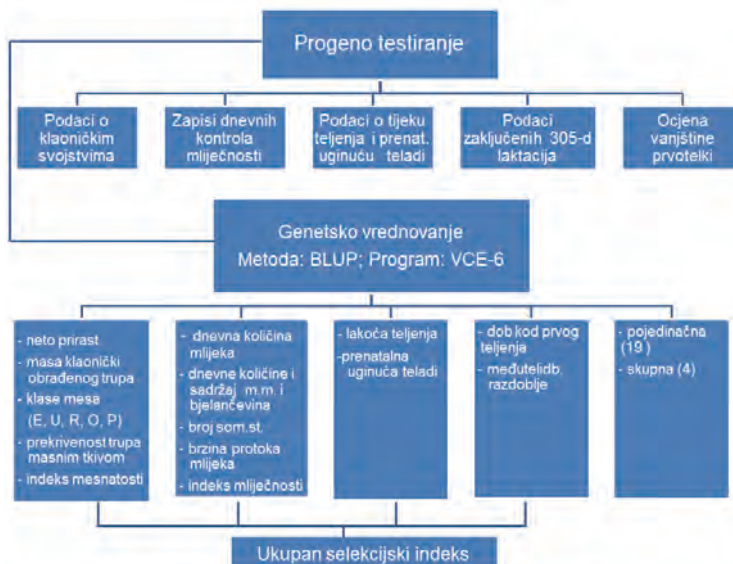 Progeno testiranje
Podaci o
klaoničkim
svojstvima
Zapisi dnevnih
kontrola
mliječnosti
Podaci o tijeku
teljenja i prenat.
uginuću teladi
Podaci
zaključenih 305-d
laktacija
Ocjena
vanjštine
prvotelki
Genetsko vrednovanje
Metoda: BLUP; Program: VCE-6
- neto prirast
- masa klaonički
obrađenog trupa
- klase mesa
(E, U, R, O, P)
- prekrivenost trupa
masnim tkivom
- indeks mesnatosti
- dnevna količina
mlijeka
- dnevne količine i
sadržaj m.m. i
bjelančevina
- broj som.st.
- brzina protoka
mlijeka
- indeks mliječnosti
- lakoća teljenja
-prenatalna
uginuća teladi
- dob kod prvog
teljenja
- međutelidb.
razdoblje
- pojedinačna
(19 )
- skupna (4)
Ukupan selekcijski indeks